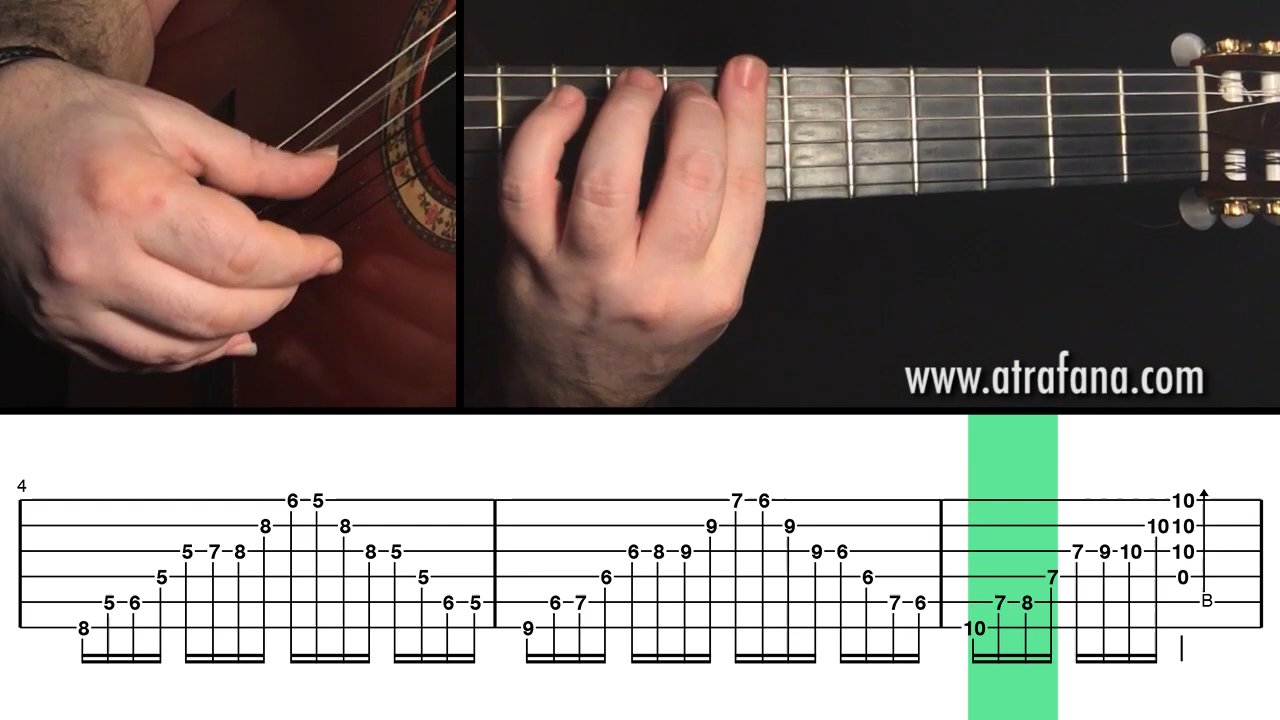 www.atrafana.com
4
6 5 7 6 10
8 8 9 9 10 10
5 7 8 8 5 6 8 9 9 6 7 9 10 10
5 5 6 6 7 0
5 6 6 5 6 7 7 6 7 8 B
8 9 10